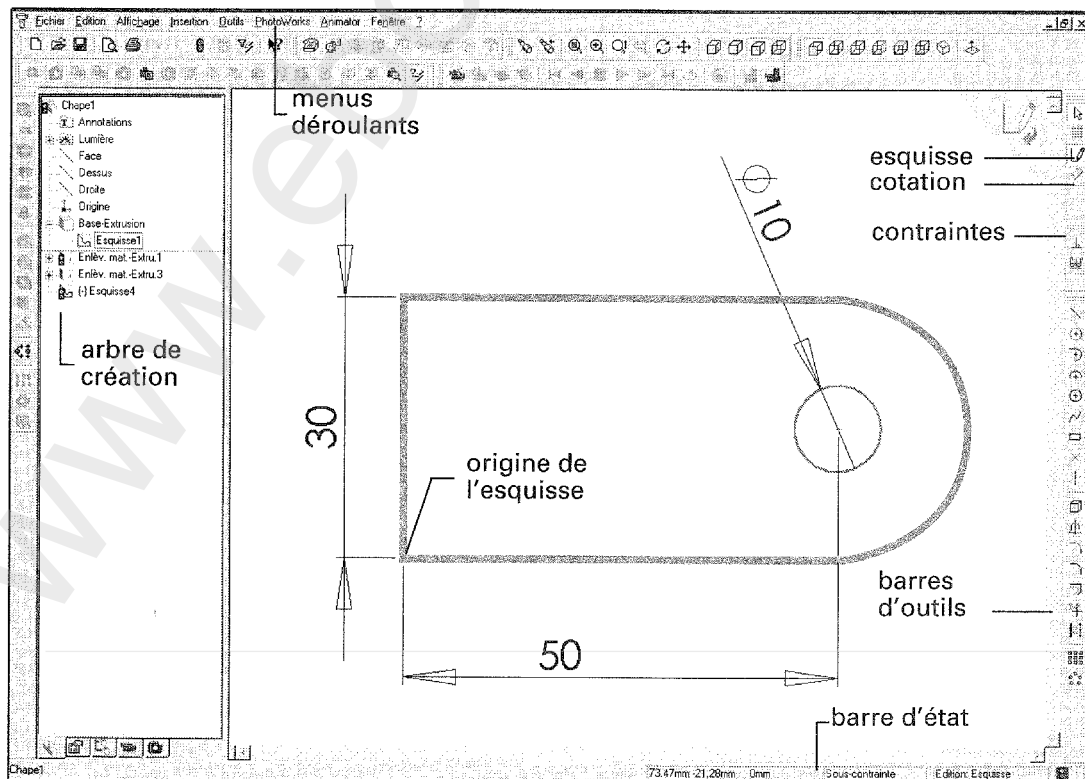 Fichier Edition Affichage Insertion Outils PhotoWorks Animator Fenêtre ?
menus
déroulants
Chape1
Annotations
Lumière
Face
Dessus
Droite
Origine
Base-Extrusion
Esquisse1
Enlèv. mat.-Extru.1
Enlèv. mat.-Extru.3
(-) Esquisse4
arbre de
création
esquisse
cotation
contraintes
Ø 10
30
origine de
l'esquisse
barres
d'outils
50
barre d'état
Chape1
73.47mm -21.28mm 0mm Sous-contrainte Edition: Esquisse